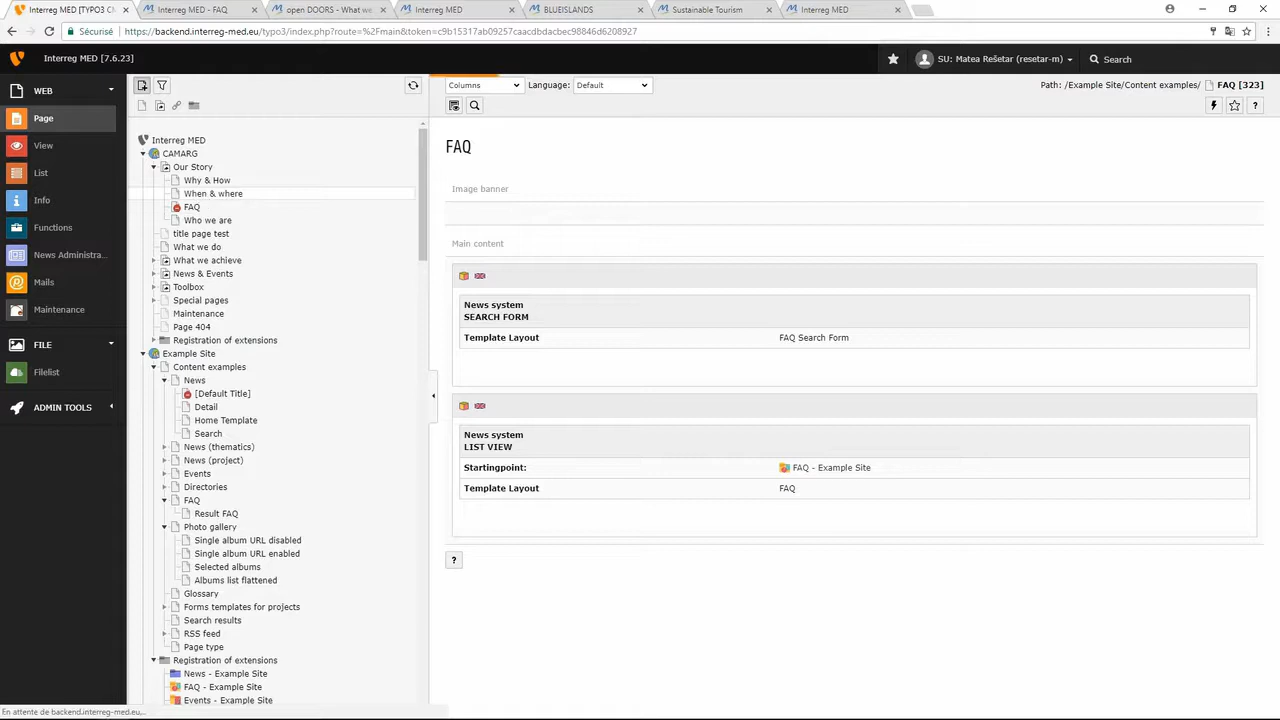 Interreg MED [TYPO3 C
Interreg MED - FAQ
open DOORS - What we
Interreg MED
BLUEISLANDS
Sustainable Tourism
Interreg MED
Sécurisé
https://backend.interreg-med.eu/typo3/index.php?route=%2Fmain&token=c9b15317ab09257caacdbdacbec98846d6208927
Interreg MED [7.6.23]
SU: Matea Rešetar (resetar-m)
Search
WEB
Page
View
List
Info
Functions
News Administra...
Mails
Maintenance
FILE
Filelist
ADMIN TOOLS
Interreg MED
CAMARG
Our Story
Why & How
When & where
FAQ
Who we are
title page test
What we do
What we achieve
News & Events
Toolbox
Special pages
Maintenance
Page 404
Registration of extensions
Example Site
Content examples
News
[Default Title]
Detail
Home Template
Search
News (thematics)
News (project)
Events
Directories
FAQ
Result FAQ
Photo gallery
Single album URL disabled
Single album URL enabled
Selected albums
Albums list flattened
Glossary
Forms templates for projects
Search results
RSS feed
Page type
Registration of extensions
News - Example Site
FAQ - Example Site
Events - Example Site
En attente de backend.interreg-med.eu,...
Columns
Language: Default
Path: /Example Site/Content examples/ FAQ [323]
?
FAQ
Image banner
Main content
News system
SEARCH FORM
Template Layout FAQ Search Form
News system
LIST VIEW
Startingpoint: FAQ - Example Site
Template Layout FAQ
?